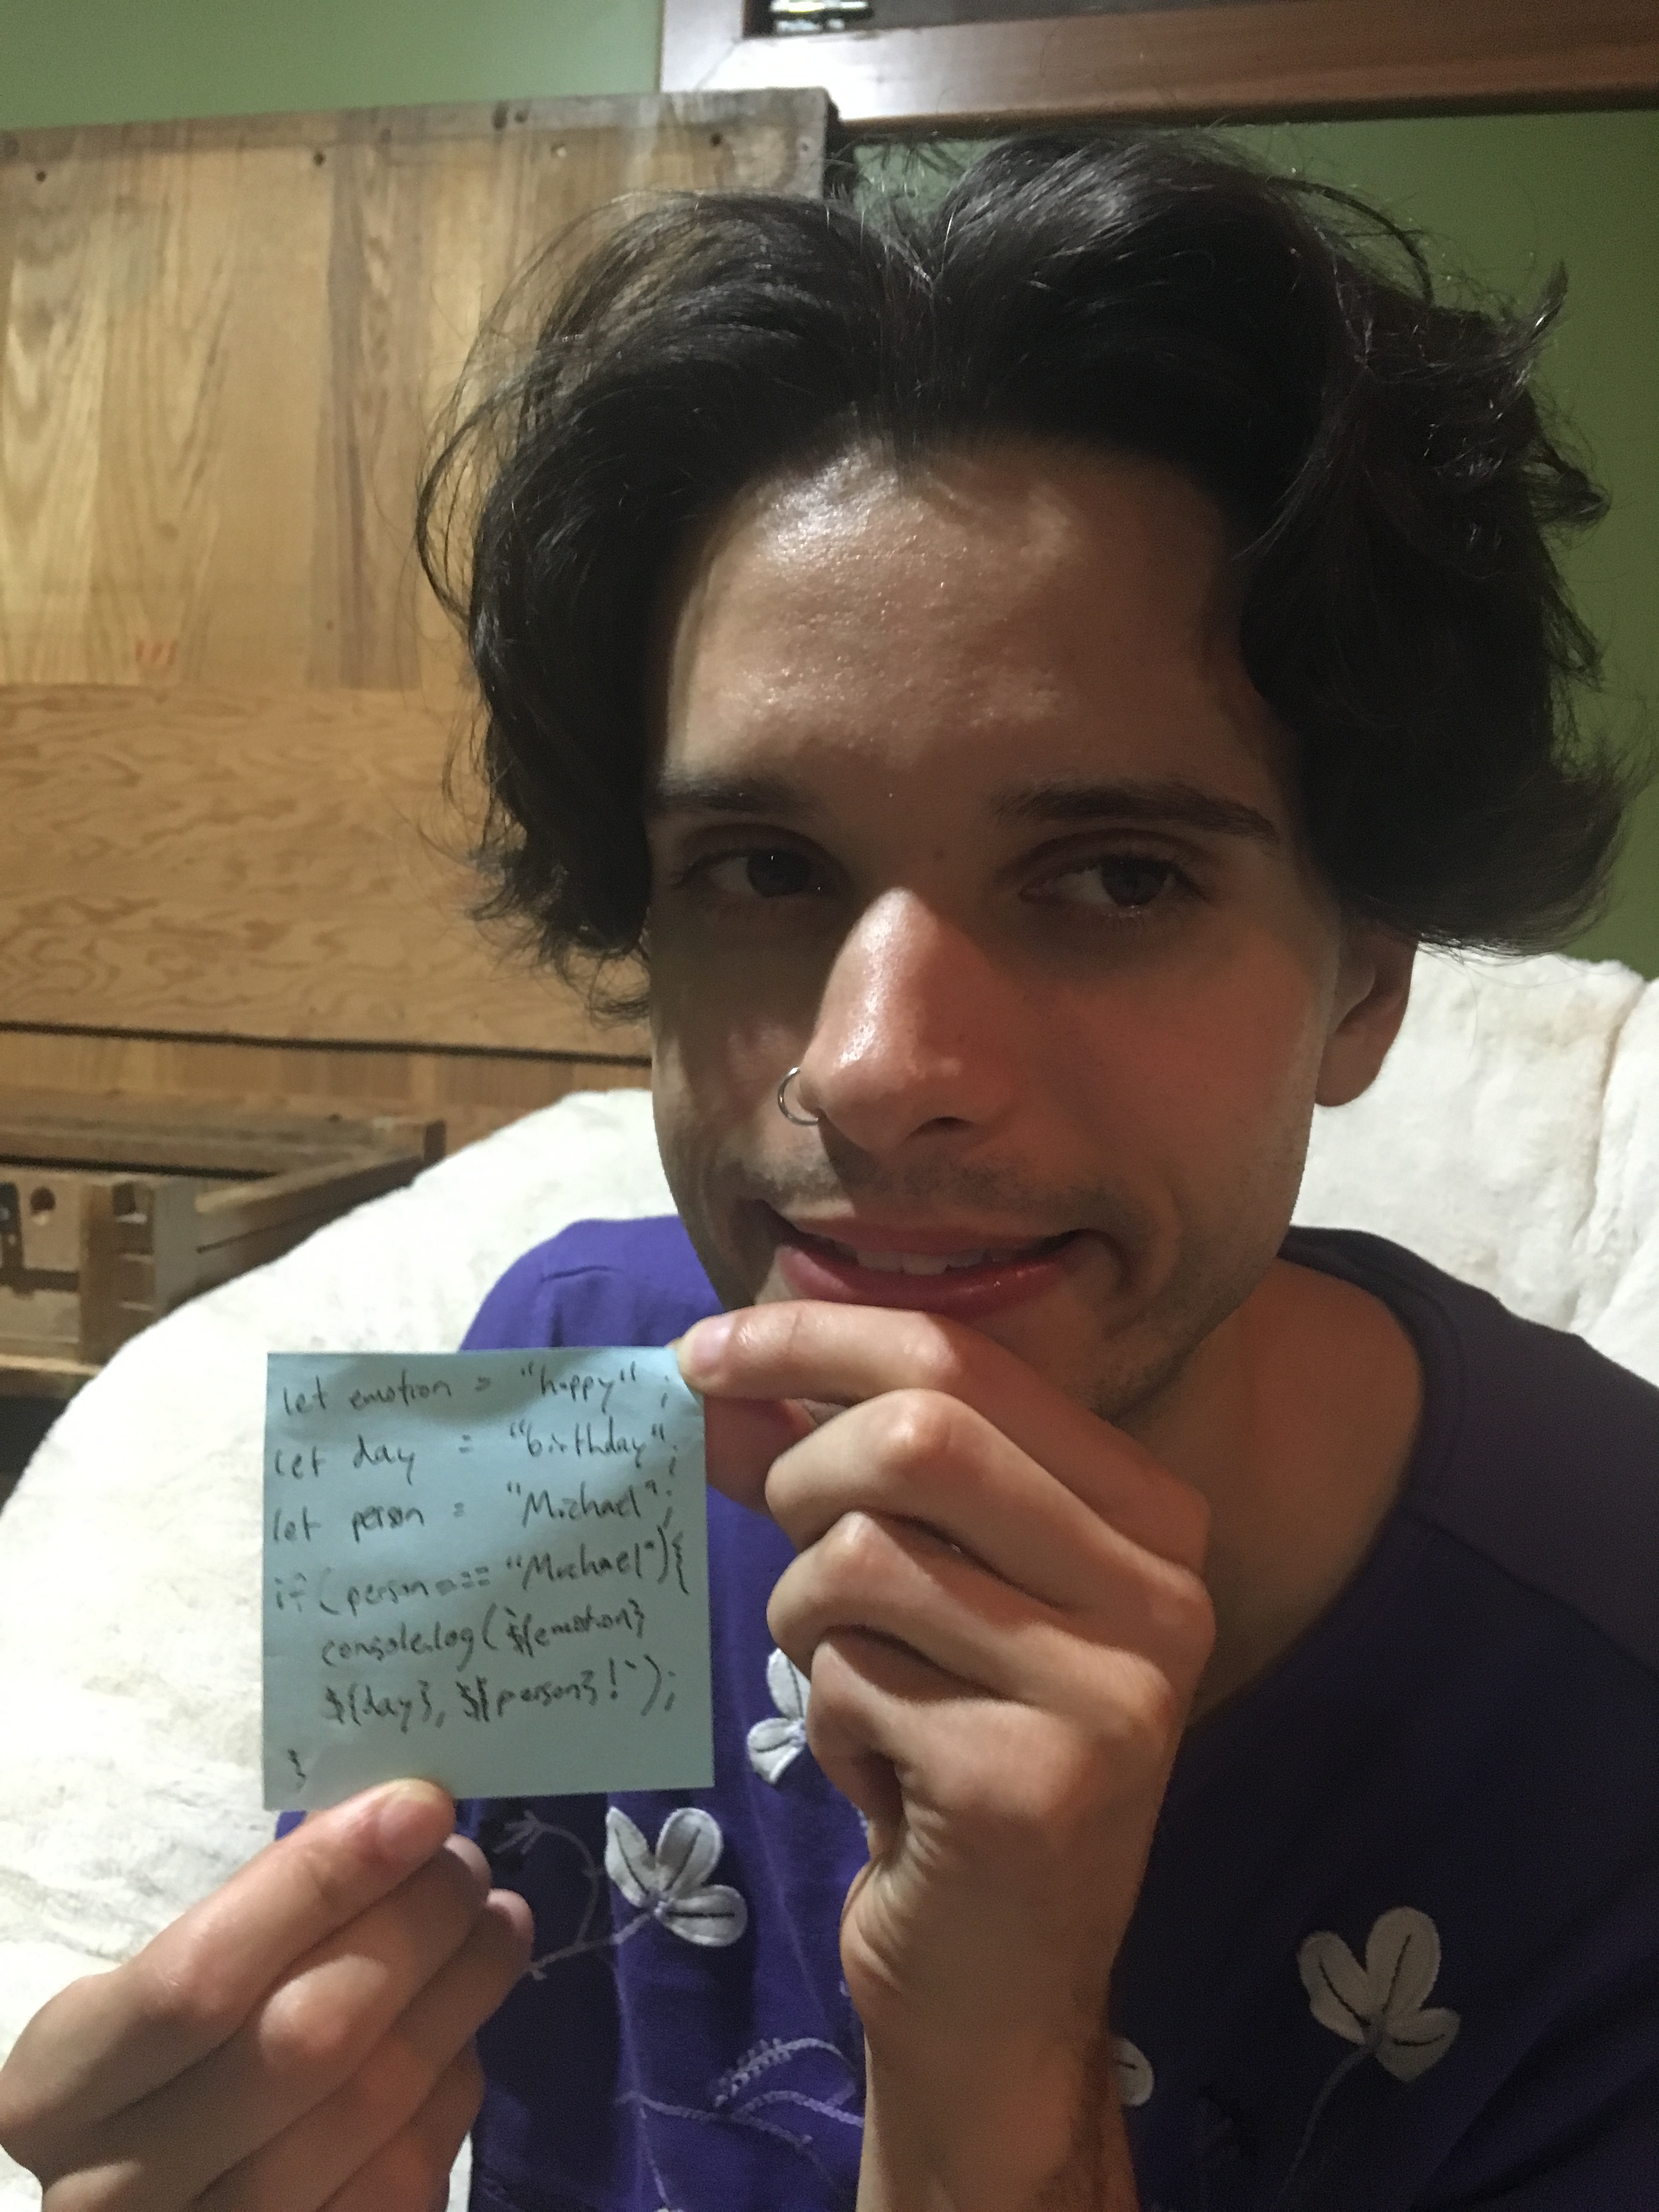 let emotion = "happy";
let day = "birthday";
let person = "Michael";
if(person === "Michael"){
console.log(`${emotion}
${day}, ${person}!`);
}